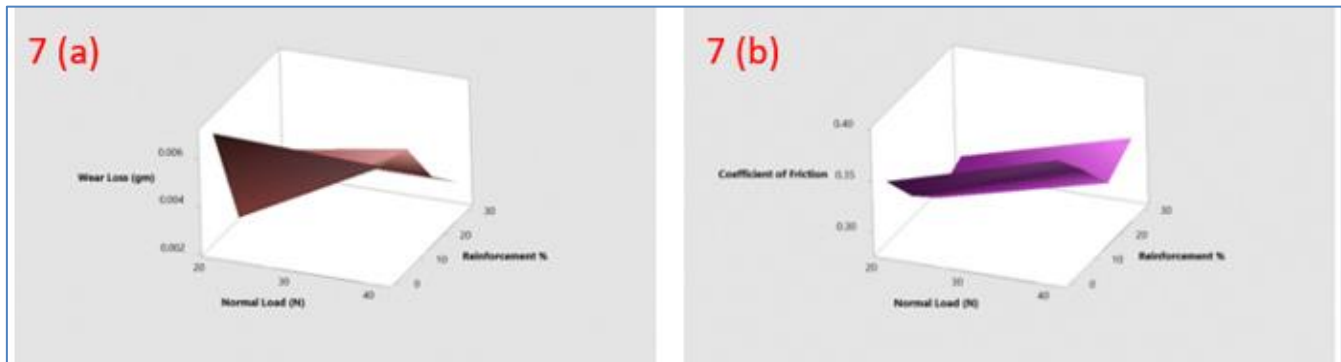 7 (a)
0.006
Wear Loss (gm)
0.004
0.002
20
30
40
Normal Load (N)
0
10
20
30
Reinforcement %
7 (b)
0.40
Coefficient of Friction
0.35
0.30
20
30
40
Normal Load (N)
0
10
20
30
Reinforcement %